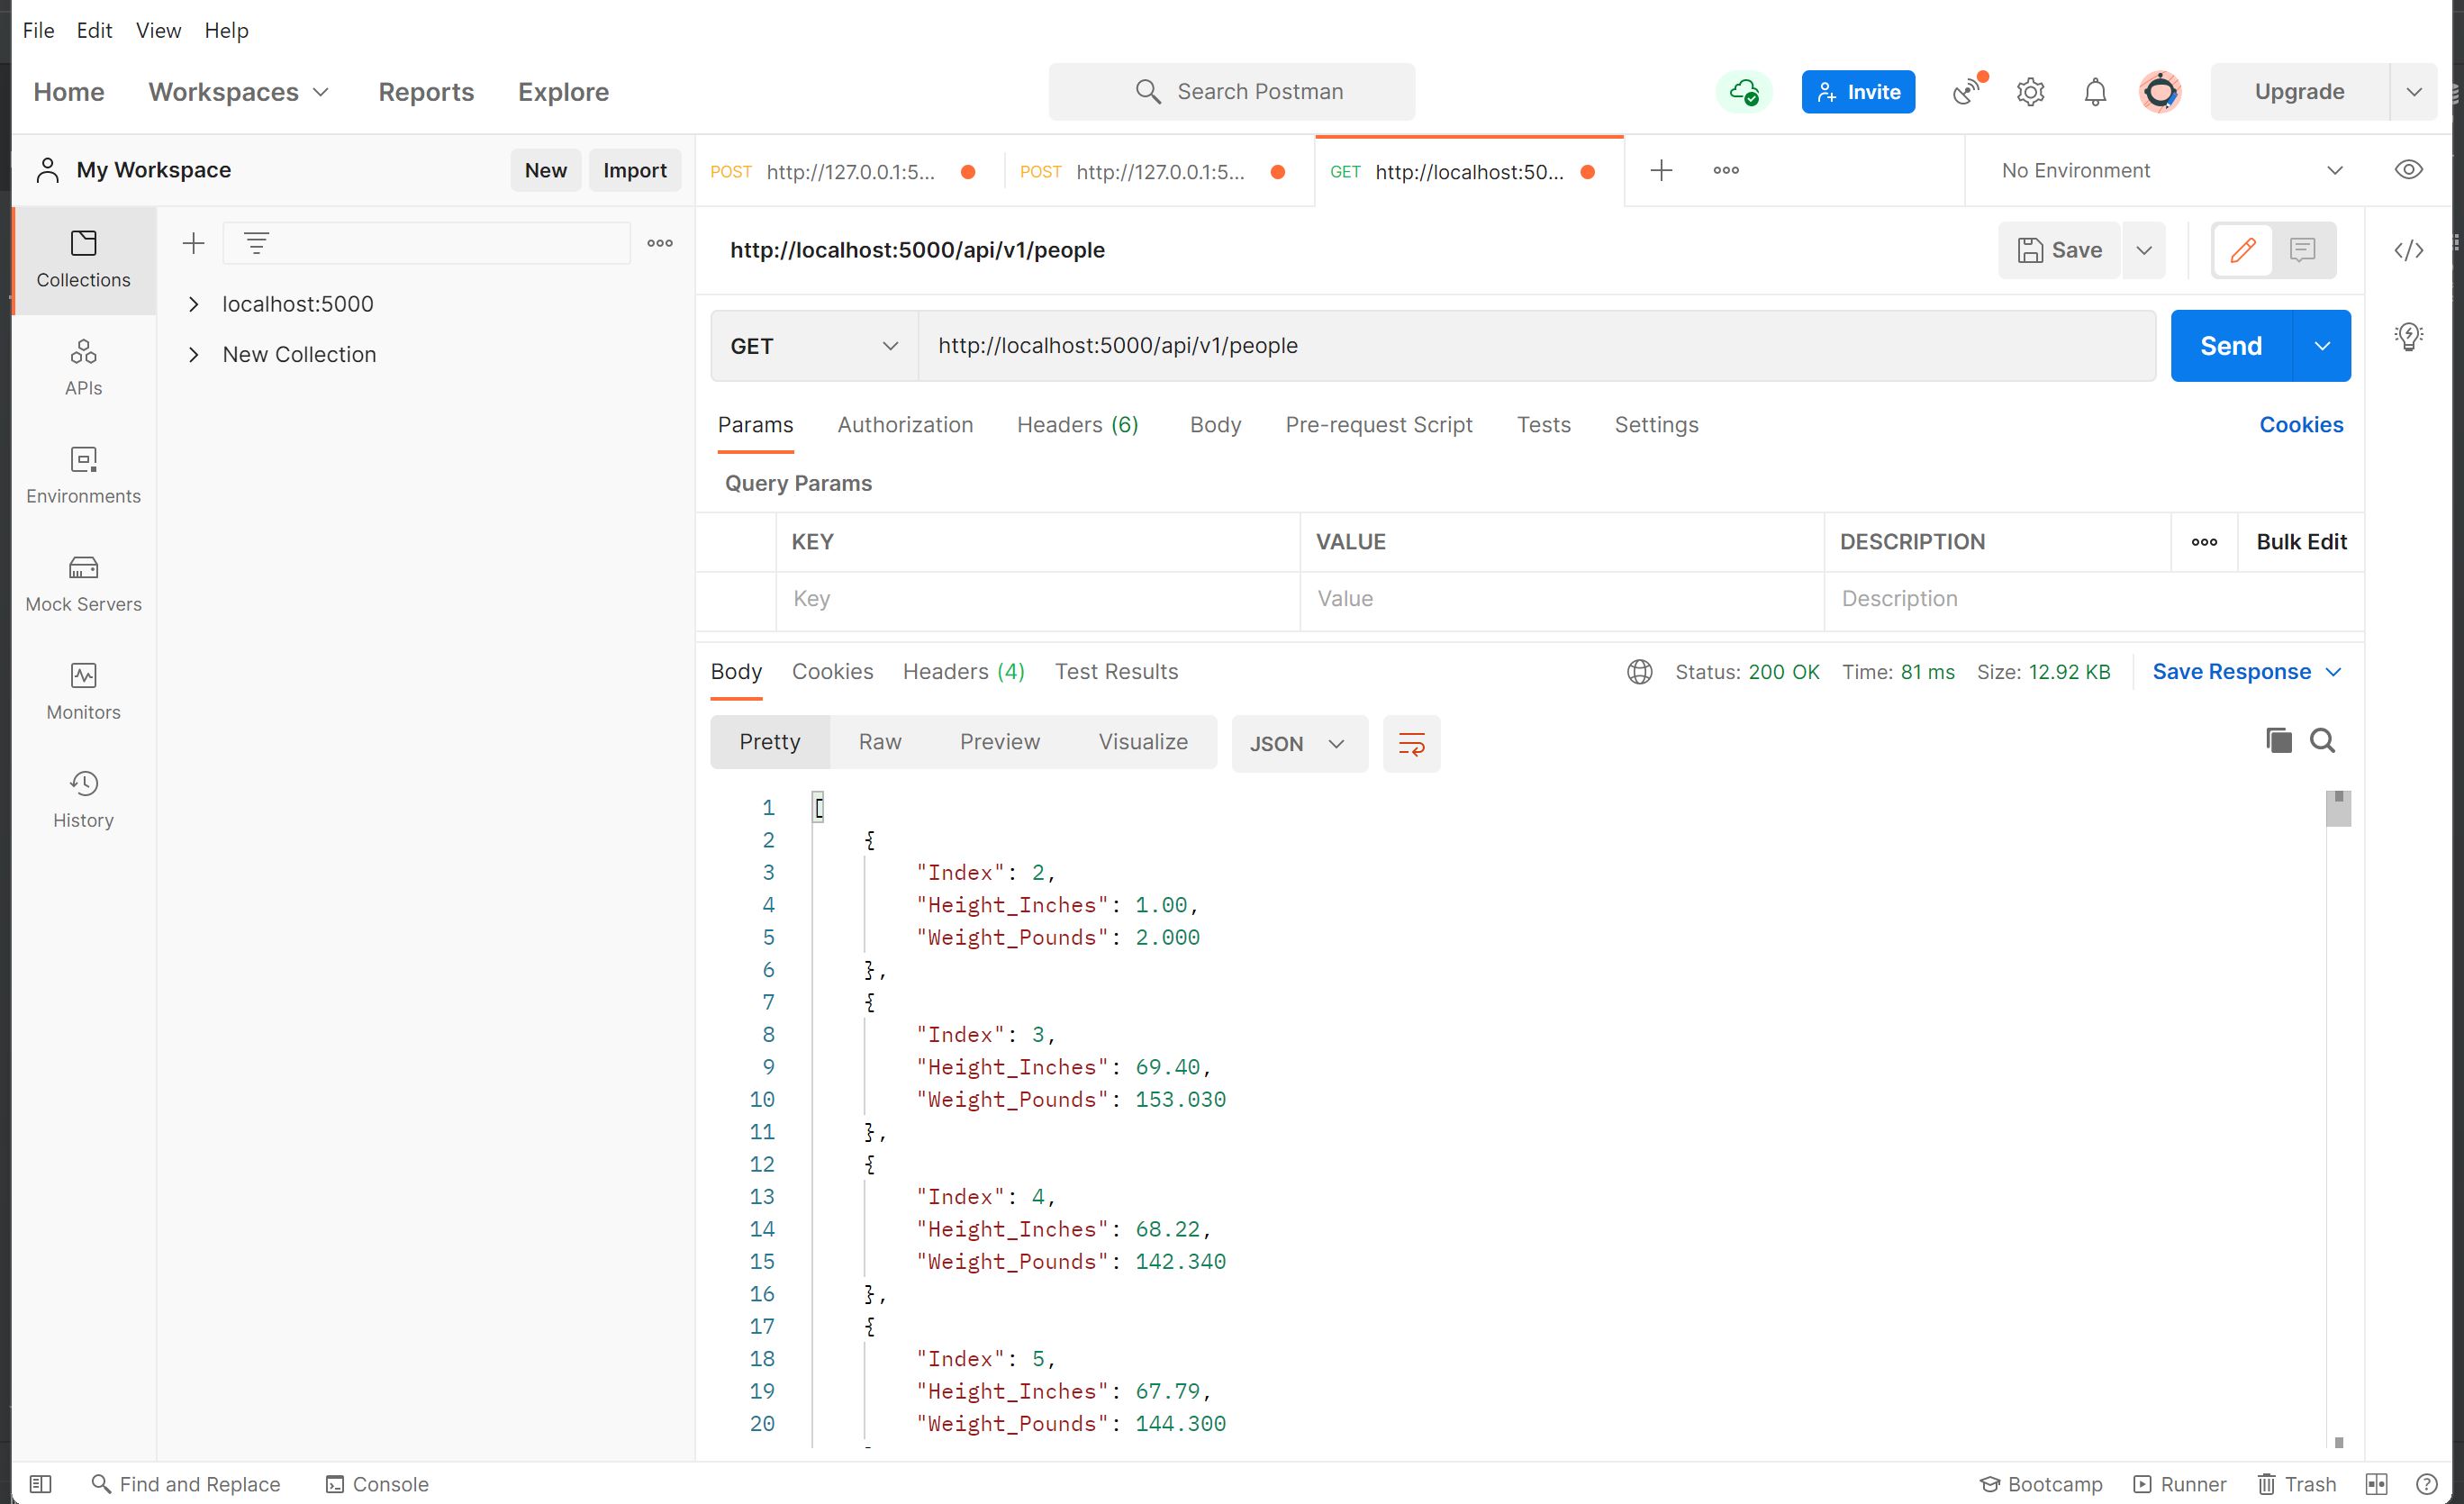 File Edit View Help
Home Workspaces Reports Explore Search Postman Invite Upgrade
My Workspace New Import POST http://127.0.0.1:5... POST http://127.0.0.1:5... GET http://localhost:50... No Environment
Collections
APIs
Environments
Mock Servers
Monitors
History
localhost:5000
New Collection
http://localhost:5000/api/v1/people Save
GET http://localhost:5000/api/v1/people Send
Params Authorization Headers (6) Body Pre-request Script Tests Settings Cookies
Query Params
KEY VALUE DESCRIPTION Bulk Edit
Key Value Description
Body Cookies Headers (4) Test Results Status: 200 OK Time: 81 ms Size: 12.92 KB Save Response
Pretty Raw Preview Visualize JSON
1 [
2 {
3 "Index": 2,
4 "Height_Inches": 1.00,
5 "Weight_Pounds": 2.000
6 },
7 {
8 "Index": 3,
9 "Height_Inches": 69.40,
10 "Weight_Pounds": 153.030
11 },
12 {
13 "Index": 4,
14 "Height_Inches": 68.22,
15 "Weight_Pounds": 142.340
16 },
17 {
18 "Index": 5,
19 "Height_Inches": 67.79,
20 "Weight_Pounds": 144.300
Find and Replace Console Bootcamp Runner Trash